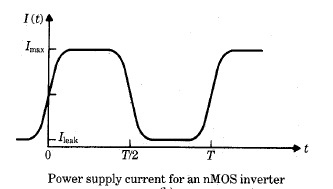 I(t)
I_max
I_leak
0 T/2 T t
Power supply current for an nMOS inverter